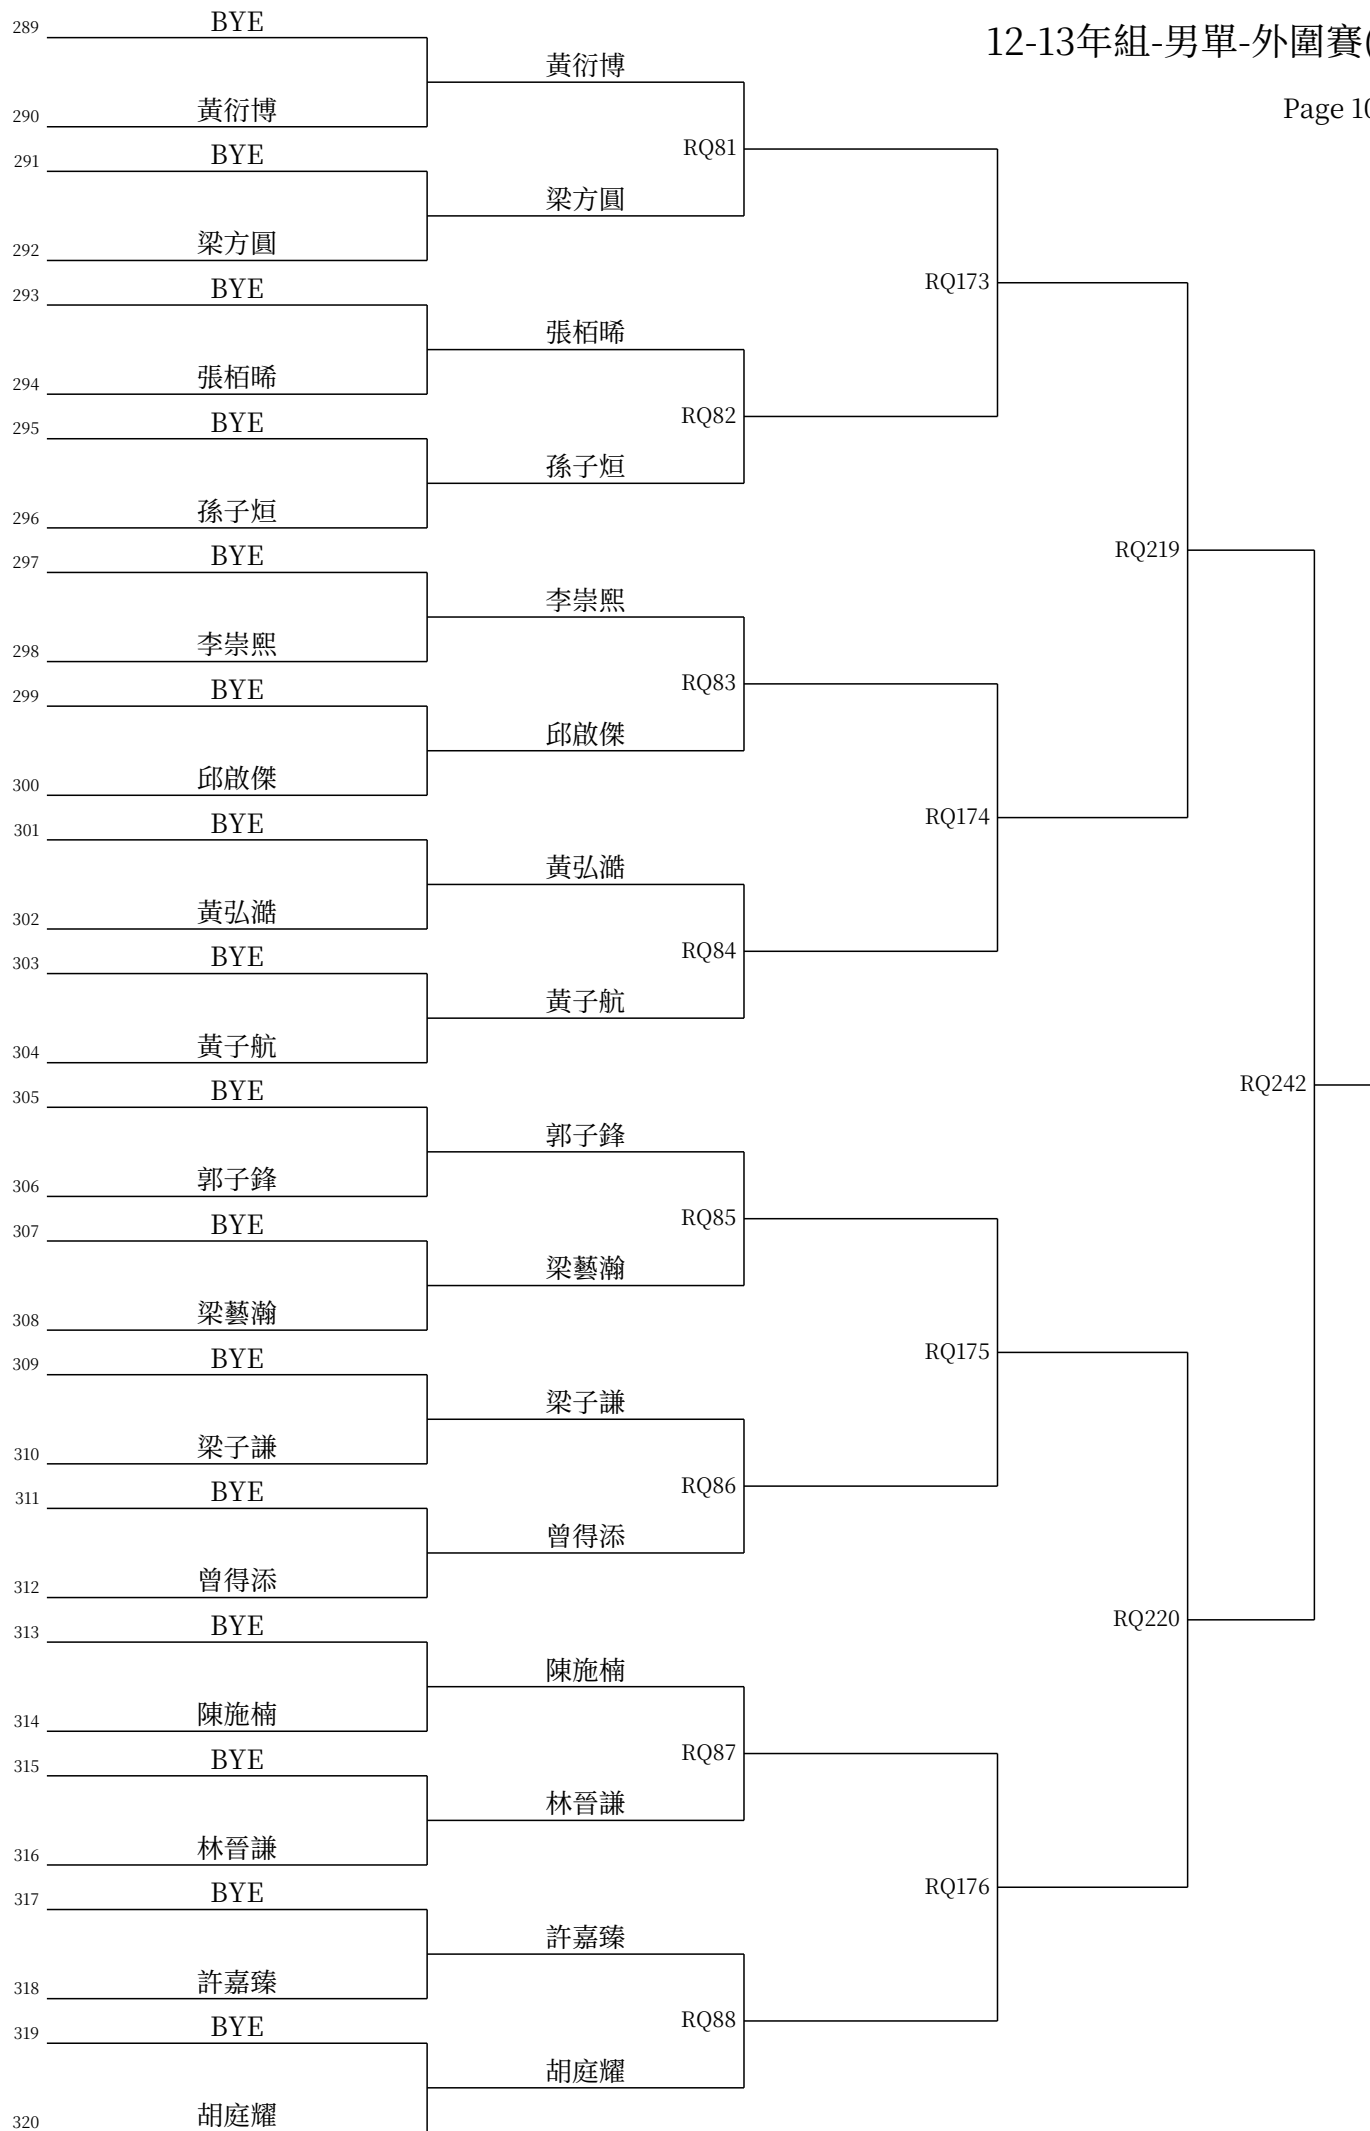 12-13年組-男單-外圍賽(
Page 10
289 BYE
黃衍博
290 黃衍博
RQ81
291 BYE
梁方圓
292 梁方圓
RQ173
293 BYE
張栢晞
294 張栢晞
RQ82
295 BYE
孫子烜
296 孫子烜
RQ219
297 BYE
李崇熙
298 李崇熙
RQ83
299 BYE
邱啟傑
300 邱啟傑
RQ174
301 BYE
黃弘澔
302 黃弘澔
RQ84
303 BYE
黃子航
304 黃子航
RQ242
305 BYE
郭子鋒
306 郭子鋒
RQ85
307 BYE
梁藝瀚
308 梁藝瀚
RQ175
309 BYE
梁子謙
310 梁子謙
RQ86
311 BYE
曾得添
312 曾得添
RQ220
313 BYE
陳施楠
314 陳施楠
RQ87
315 BYE
林晉謙
316 林晉謙
RQ176
317 BYE
許嘉臻
318 許嘉臻
RQ88
319 BYE
胡庭耀
320 胡庭耀